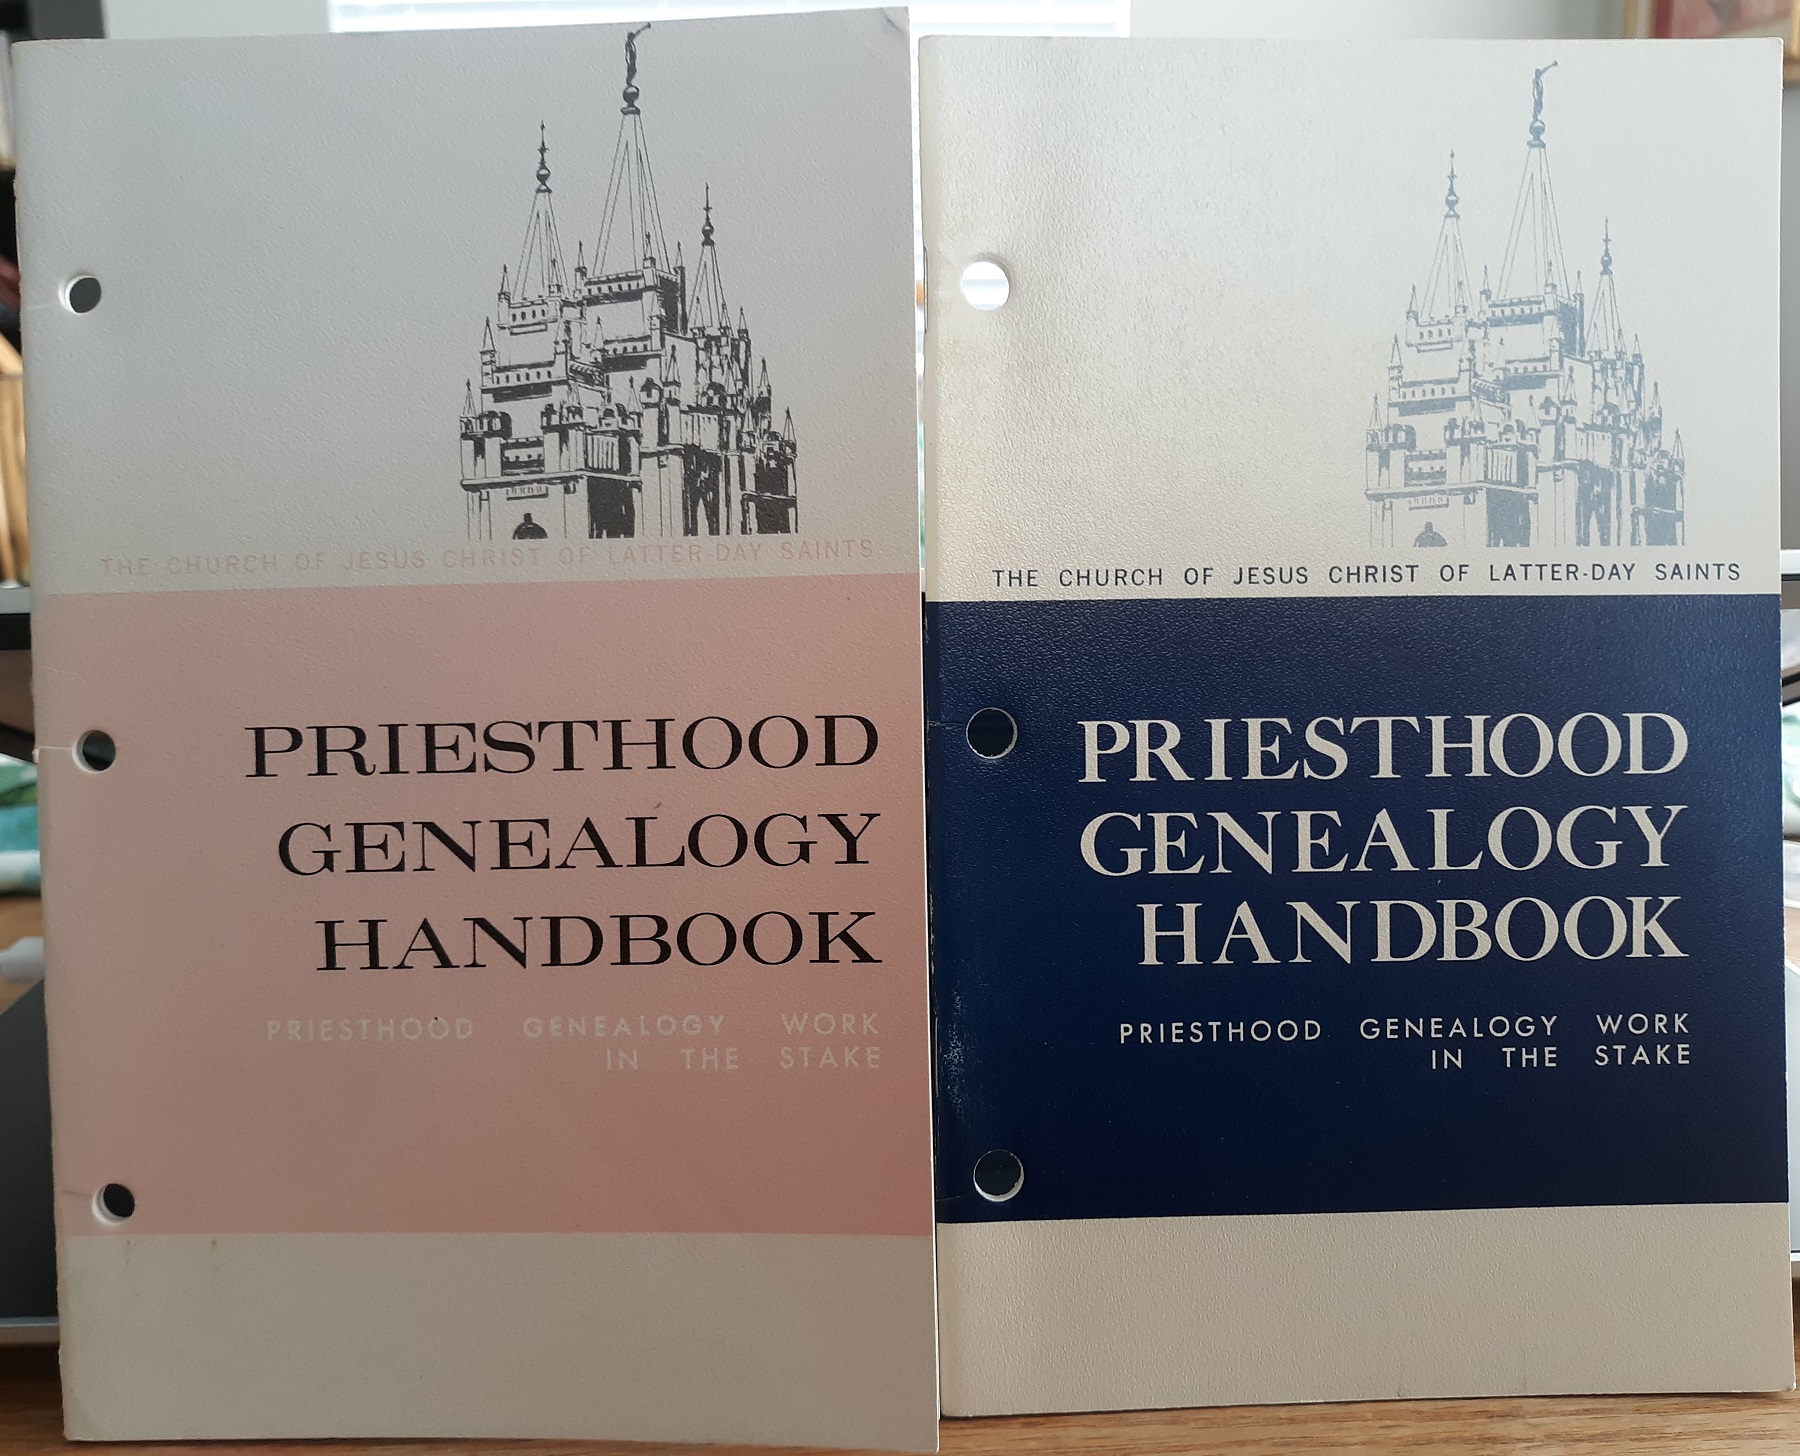 THE CHURCH OF JESUS CHRIST OF LATTER-DAY SAINTS
PRIESTHOOD
GENEALOGY
HANDBOOK
PRIESTHOOD GENEALOGY WORK
IN THE STAKE
THE CHURCH OF JESUS CHRIST OF LATTER-DAY SAINTS
PRIESTHOOD
GENEALOGY
HANDBOOK
PRIESTHOOD GENEALOGY WORK
IN THE STAKE